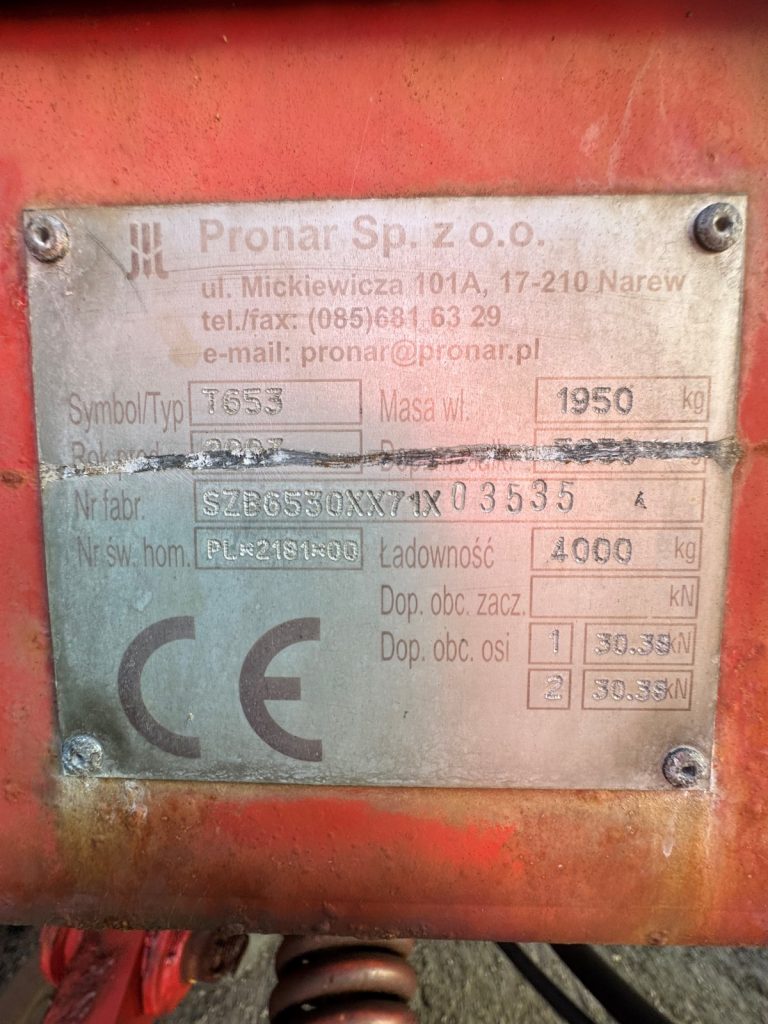 Pronar Sp. z o.o.
ul. Mickiewicza 101A, 17-210 Narew
tel./fax: (085)681 63 29
e-mail: pronar@pronar.pl
Symbol/Typ T653 Masa wł. 1950 kg
Rok prod.
Nr fabr. SZB6530XX71X03535
Nr św. hom. PL*2181*00 Ładowność 4000 kg
Dop. obc. zacz. kN
Dop. obc. osi 1 30.38 kN
2 30.38 kN
CE